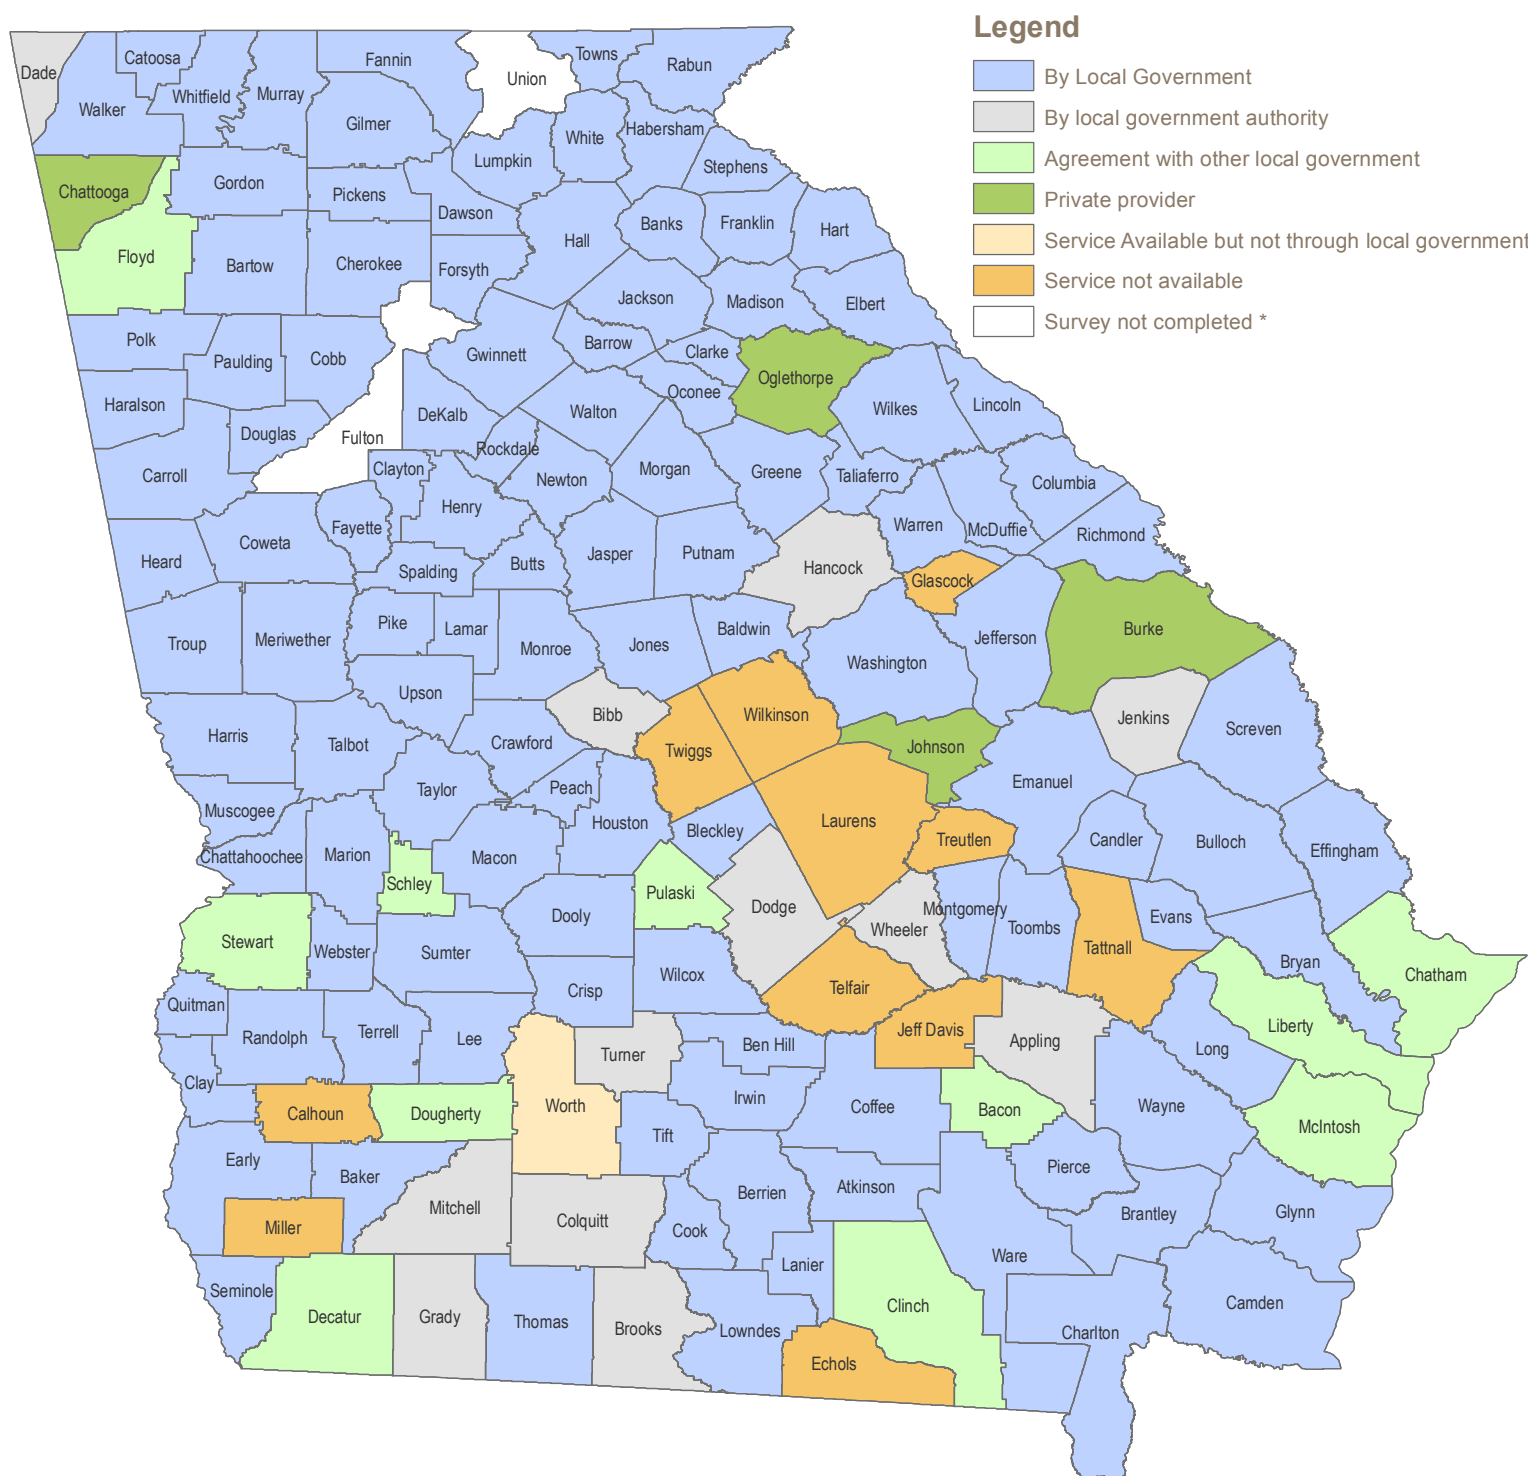 Legend
By Local Government
By local government authority
Agreement with other local government
Private provider
Service Available but not through local government
Service not available
Survey not completed *
Dade
Catoosa
Walker
Whitfield
Murray
Fannin
Union
Towns
Rabun
Gilmer
White
Habersham
Lumpkin
Stephens
Chattooga
Gordon
Pickens
Dawson
Banks
Franklin
Hart
Hall
Floyd
Bartow
Cherokee
Forsyth
Jackson
Madison
Elbert
Polk
Paulding
Cobb
Gwinnett
Barrow
Clarke
Oconee
Oglethorpe
Haralson
Douglas
Fulton
DeKalb
Rockdale
Walton
Wilkes
Lincoln
Carroll
Clayton
Newton
Morgan
Greene
Taliaferro
Columbia
Henry
Fayette
Warren
McDuffie
Richmond
Heard
Coweta
Spalding
Butts
Jasper
Putnam
Hancock
Glascock
Troup
Meriwether
Pike
Lamar
Monroe
Jones
Baldwin
Washington
Jefferson
Burke
Upson
Bibb
Wilkinson
Jenkins
Screven
Harris
Talbot
Crawford
Twiggs
Johnson
Emanuel
Muscogee
Taylor
Peach
Houston
Bleckley
Laurens
Treutlen
Candler
Bulloch
Effingham
Chattahoochee
Marion
Schley
Macon
Pulaski
Dodge
Wheeler
Montgomery
Toombs
Tattnall
Evans
Stewart
Webster
Sumter
Dooly
Wilcox
Telfair
Bryan
Chatham
Quitman
Randolph
Terrell
Lee
Crisp
Turner
Ben Hill
Jeff Davis
Appling
Long
Liberty
Clay
Calhoun
Dougherty
Worth
Irwin
Tift
Coffee
Bacon
Wayne
McIntosh
Early
Baker
Mitchell
Colquitt
Berrien
Atkinson
Pierce
Brantley
Glynn
Miller
Cook
Lanier
Ware
Seminole
Decatur
Grady
Thomas
Brooks
Lowndes
Echols
Clinch
Charlton
Camden